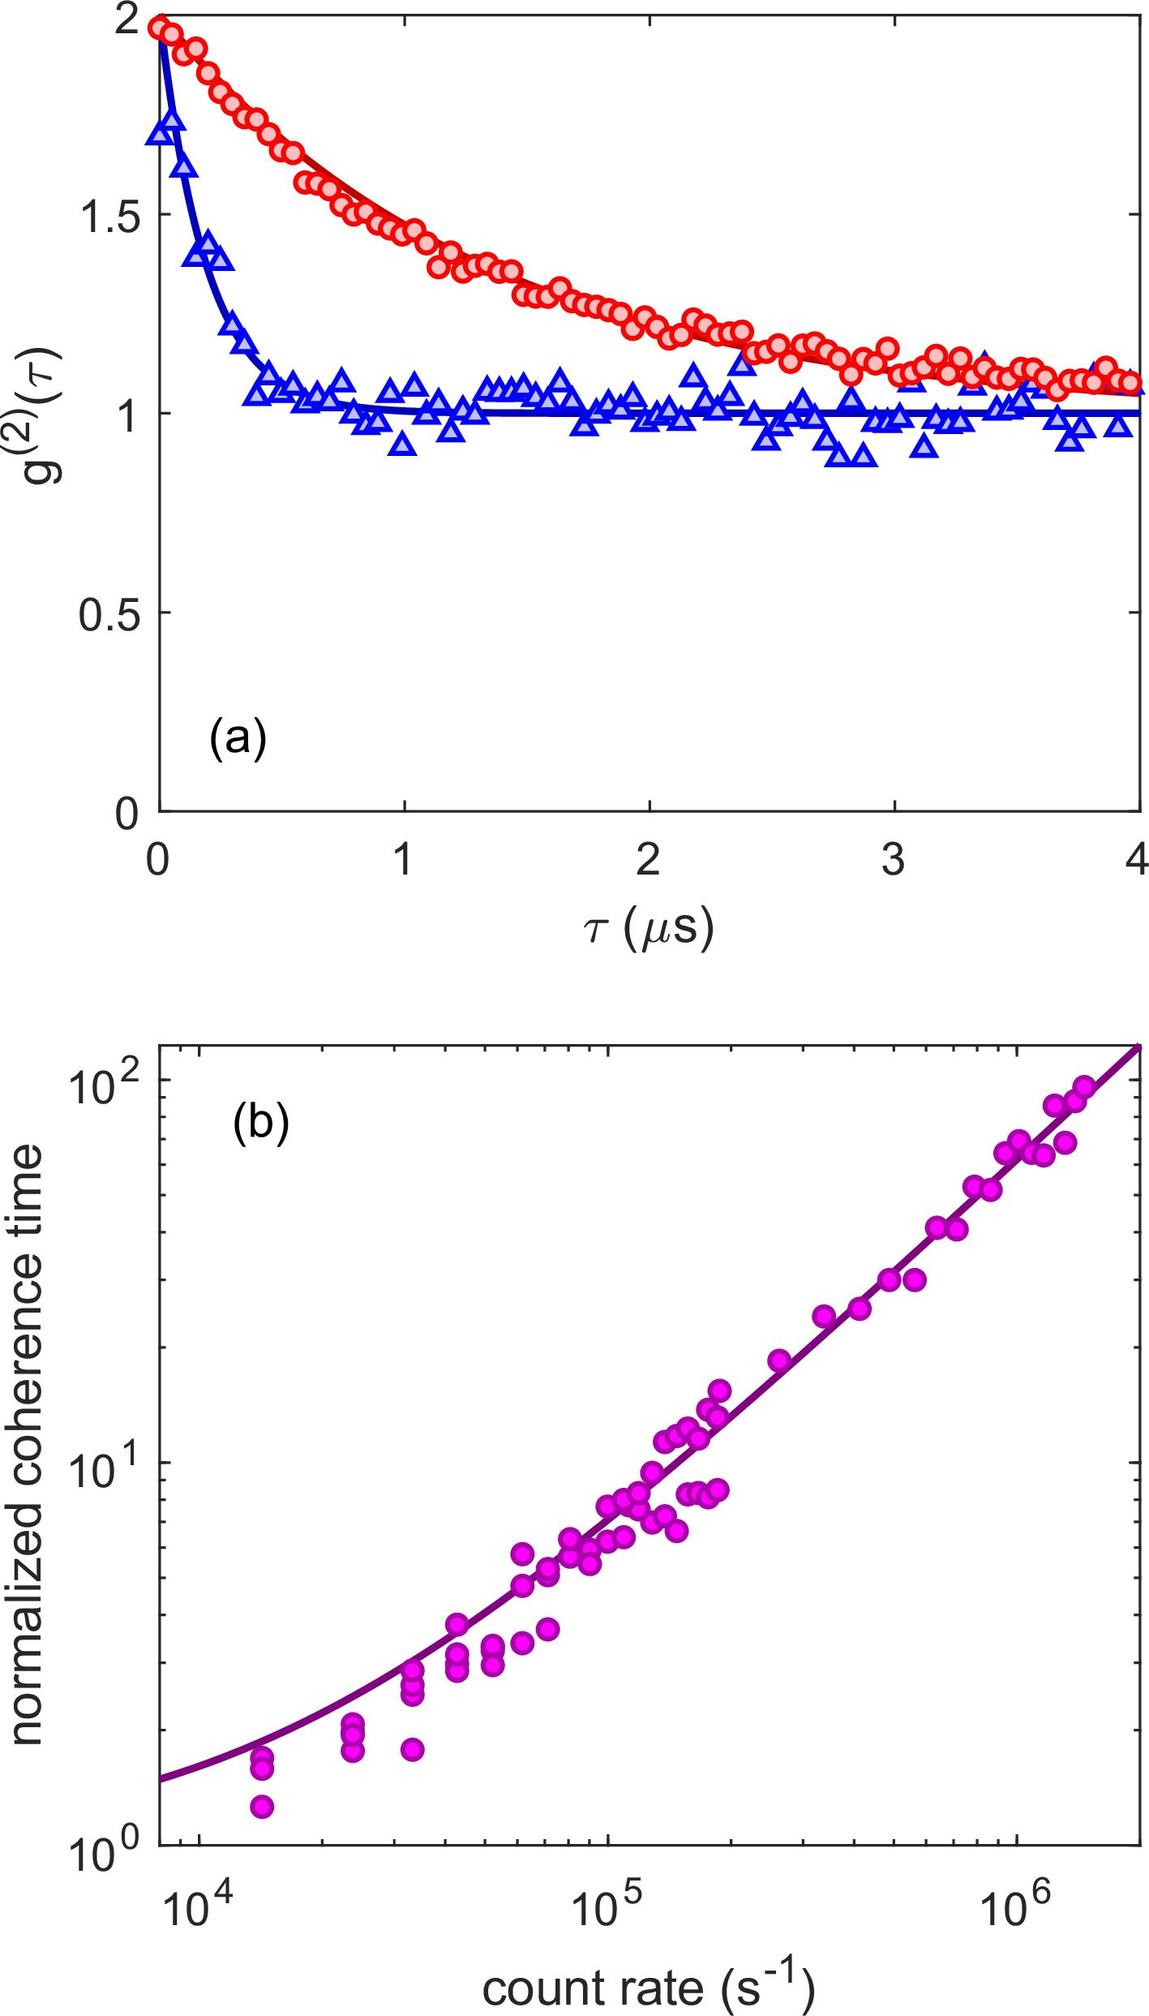 2
1.5
1
0.5
0
g(2)(τ)
(a)
0 1 2 3 4
τ (μs)
10^2
10^1
10^0
normalized coherence time
(b)
10^4 10^5 10^6
count rate (s^-1)